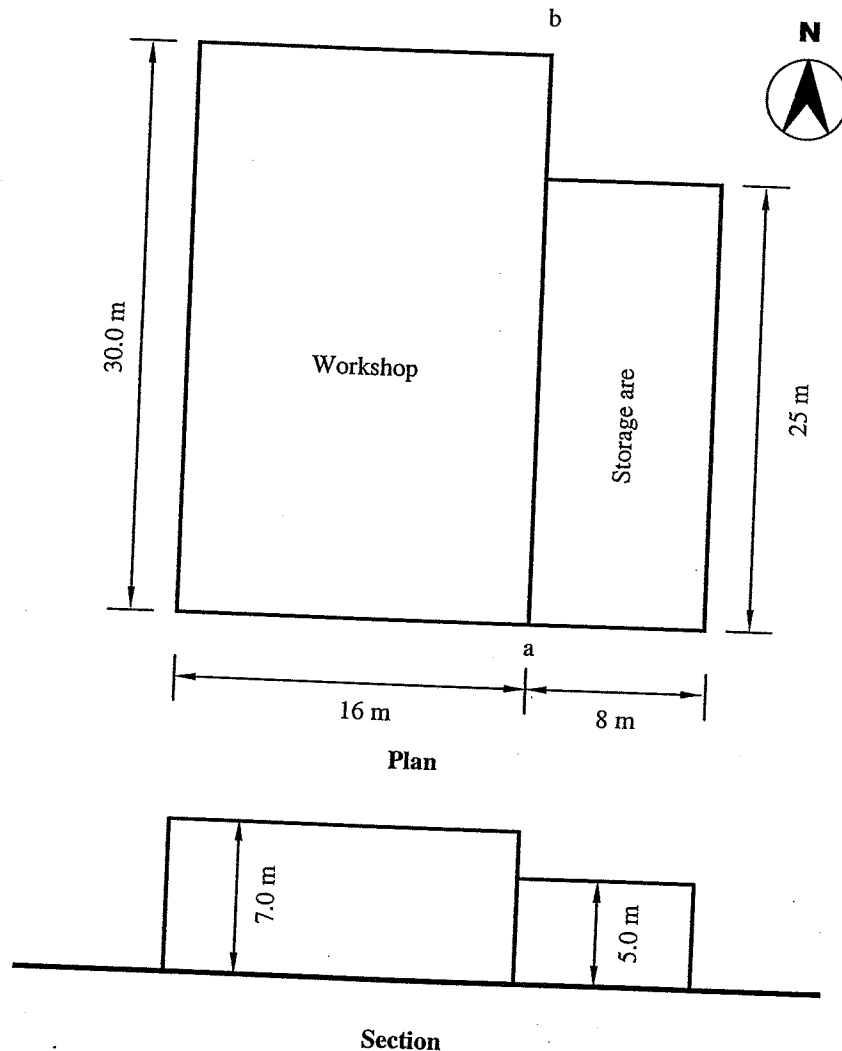 b
N
30.0 m
Workshop
Storage are
25 m
a
16 m
8 m
Plan
7.0 m
5.0 m
Section